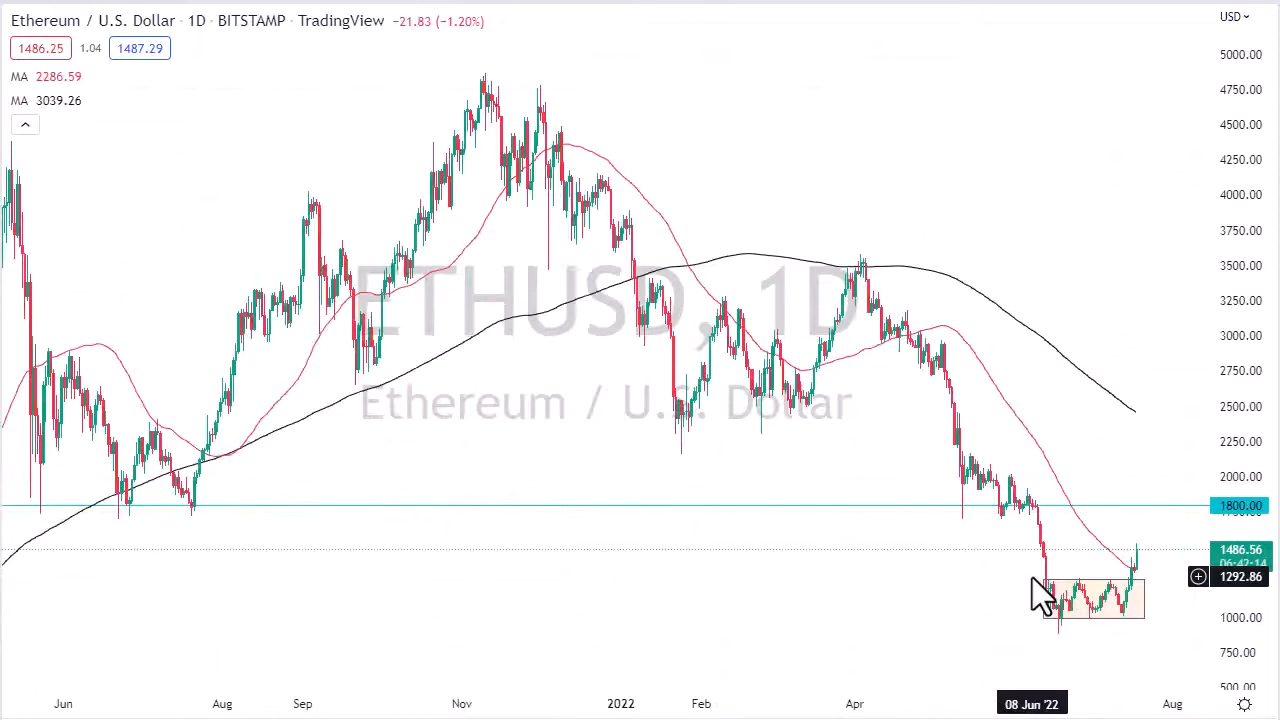 Ethereum / U.S. Dollar · 1D · BITSTAMP · TradingView −21.83 (−1.20%)
USD
1486.25 1.04 1487.29
MA 2286.59
MA 3039.26
5000.00
4750.00
4500.00
4250.00
4000.00
3750.00
3500.00
3250.00
3000.00
2750.00
2500.00
2250.00
2000.00
1800.00
1486.56
06:42:14
1292.86
1000.00
750.00
500.00
ETHUSD, 1D
Ethereum / U.S. Dollar
Jun Aug Sep Nov 2022 Feb Apr 08 Jun '22 Aug